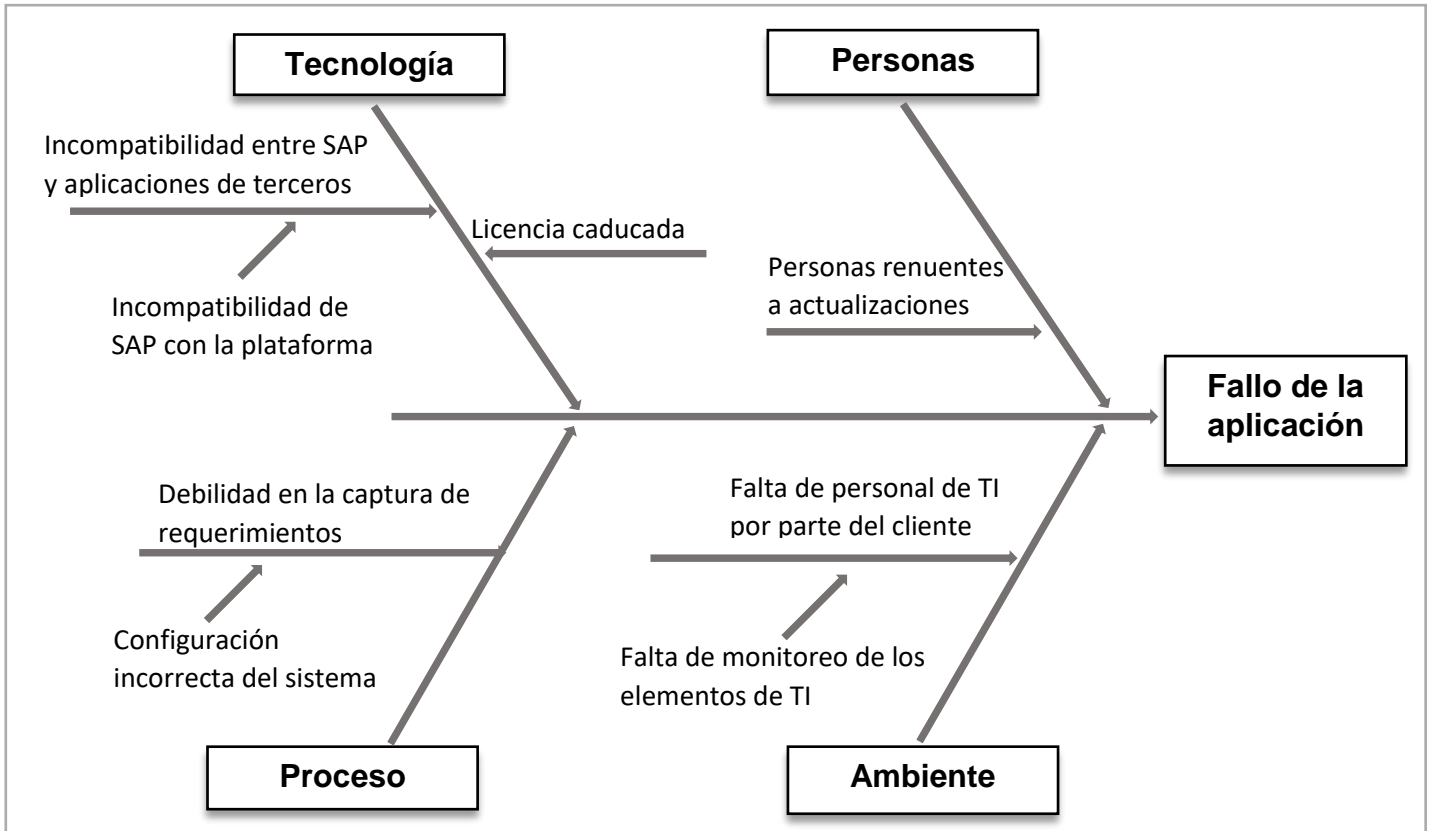 Tecnología
Personas
Incompatibilidad entre SAP
y aplicaciones de terceros
Licencia caducada
Personas renuentes
a actualizaciones
Incompatibilidad de
SAP con la plataforma
Fallo de la
aplicación
Debilidad en la captura de
requerimientos
Falta de personal de TI
por parte del cliente
Configuración
incorrecta del sistema
Falta de monitoreo de los
elementos de TI
Proceso
Ambiente